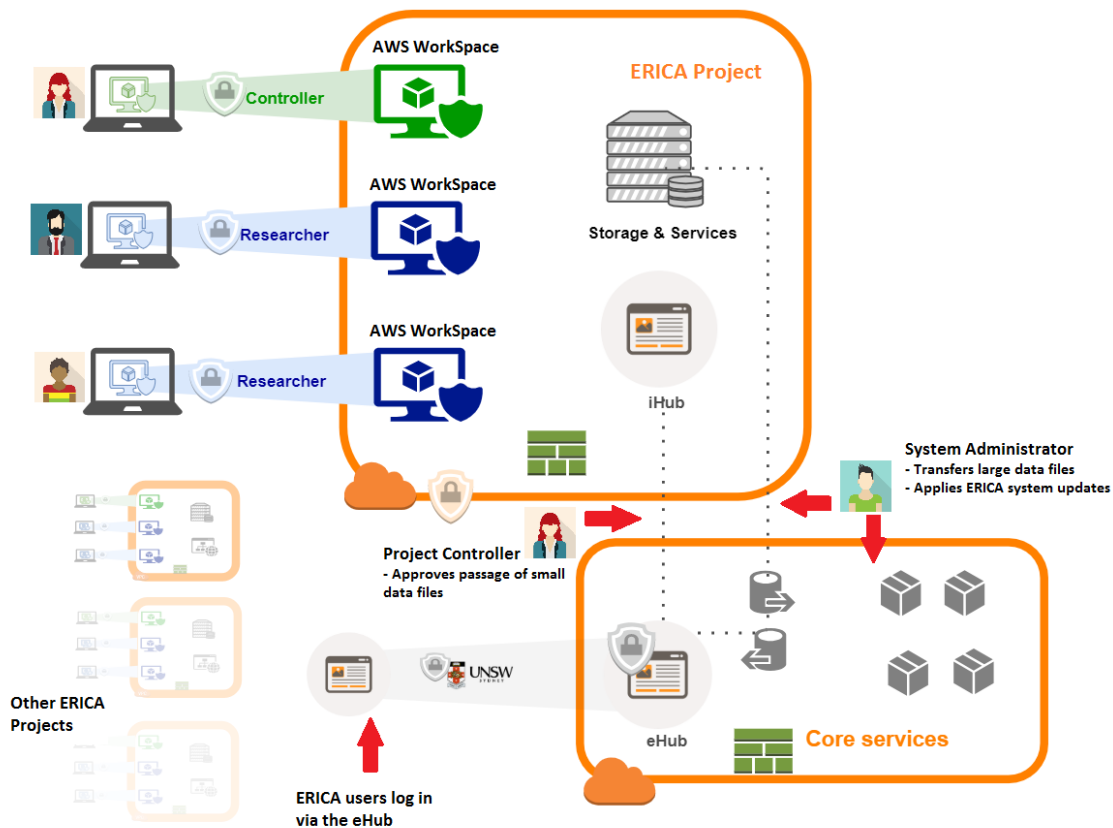 AWS WorkSpace
ERICA Project
Controller
AWS WorkSpace
Researcher
Storage & Services
AWS WorkSpace
Researcher
iHub
System Administrator
- Transfers large data files
- Applies ERICA system updates
Project Controller
- Approves passage of small
data files
UNSW
SYDNEY
Other ERICA
Projects
eHub
Core services
ERICA users log in
via the eHub